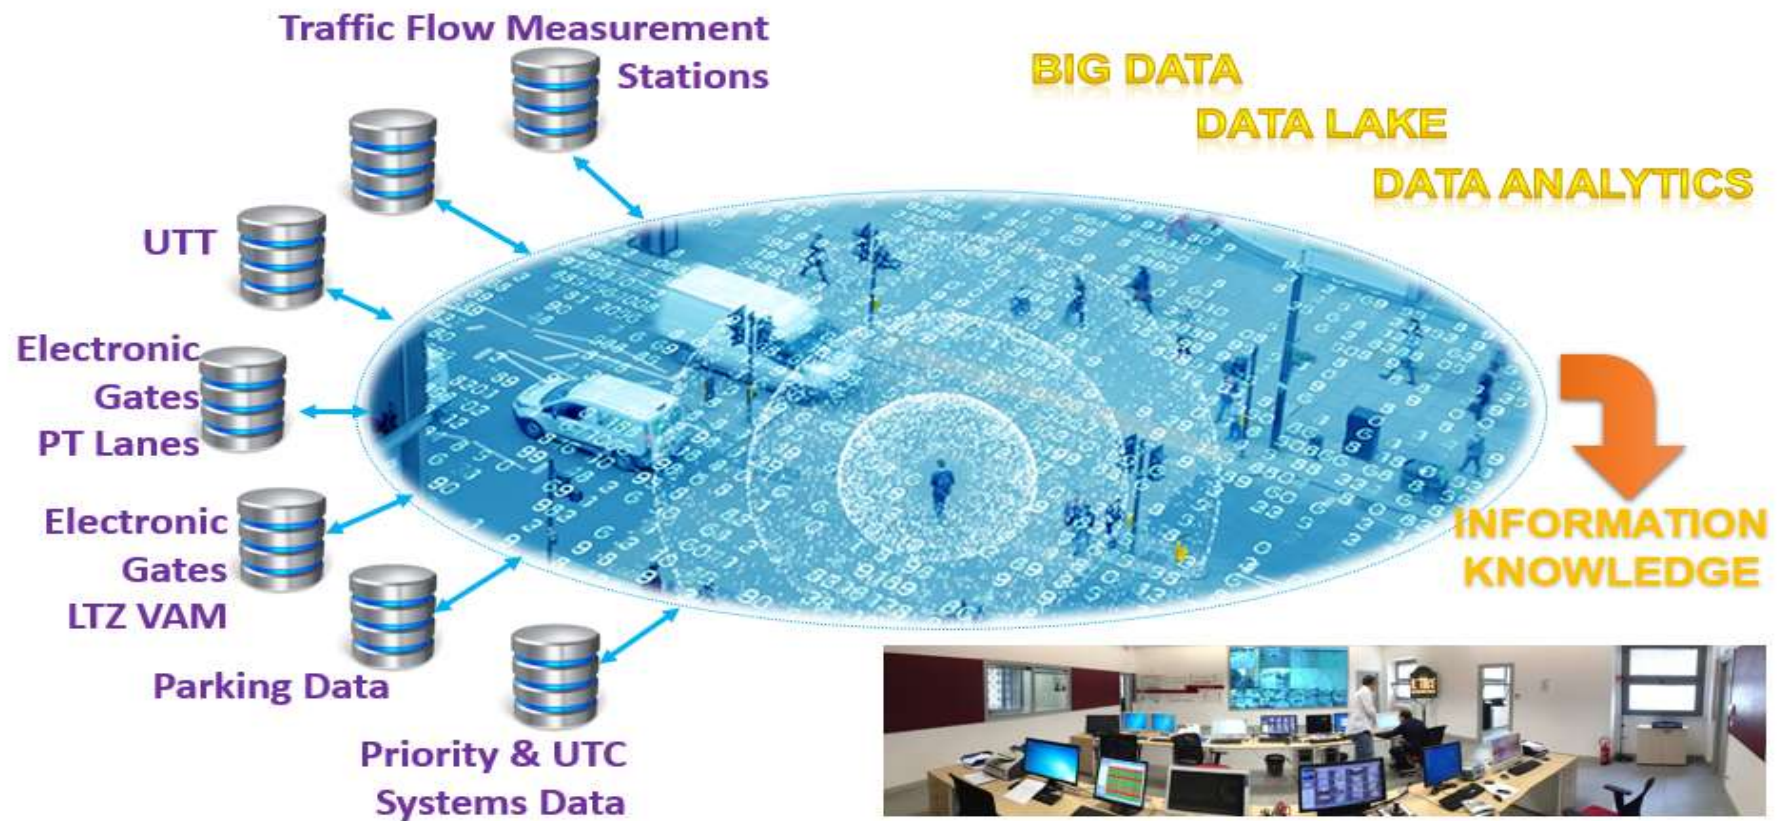 Traffic Flow Measurement
Stations
BIG DATA
DATA LAKE
DATA ANALYTICS
UTT
Electronic
Gates
PT Lanes
Electronic
Gates
LTZ VAM
Parking Data
Priority & UTC
Systems Data
INFORMATION
KNOWLEDGE